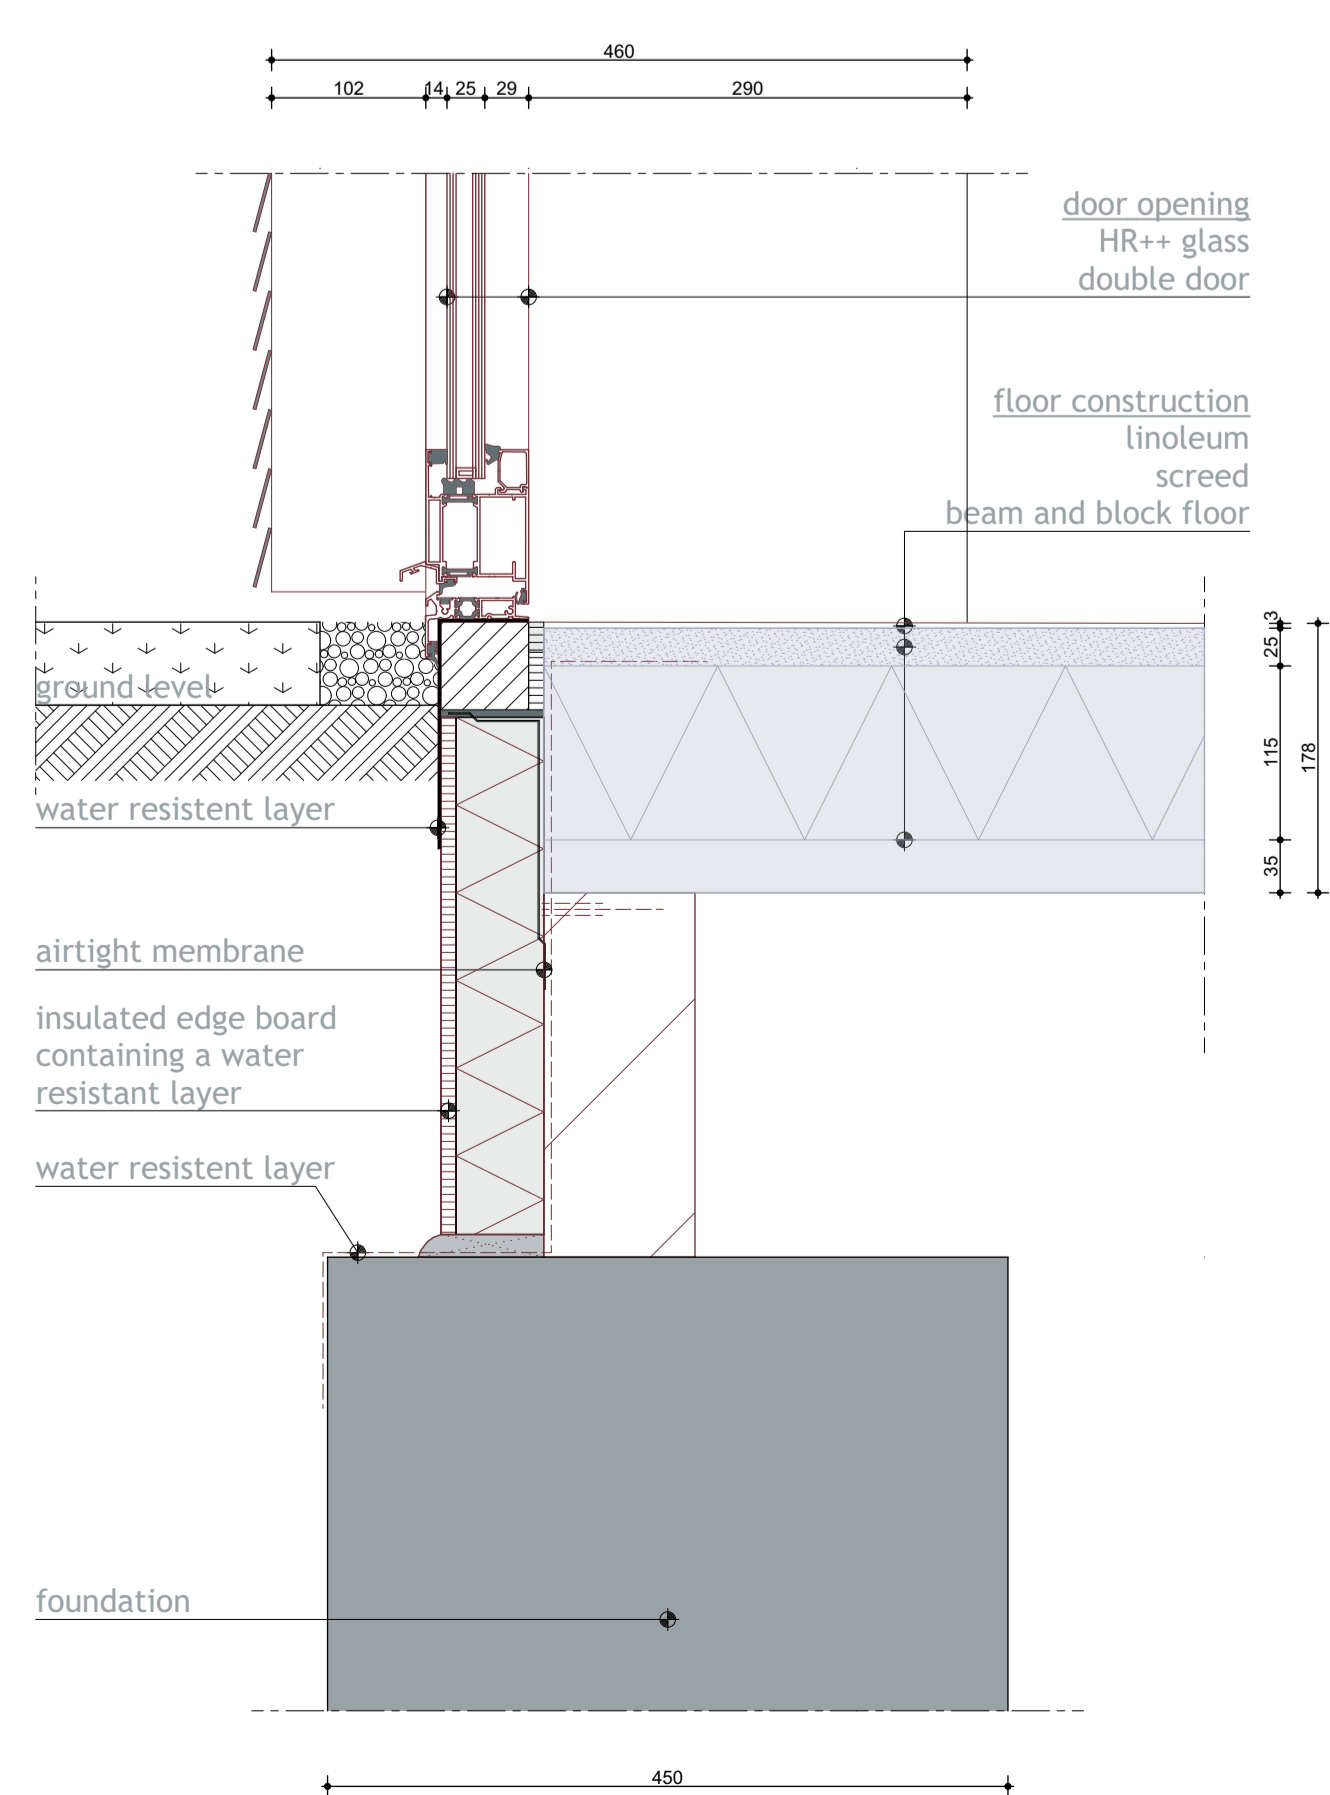 460
102 14 25 29 290
door opening
HR++ glass
double door
floor construction
linoleum
screed
beam and block floor
3
25
115
178
35
ground level
water resistent layer
airtight membrane
insulated edge board
containing a water
resistant layer
water resistent layer
foundation
450